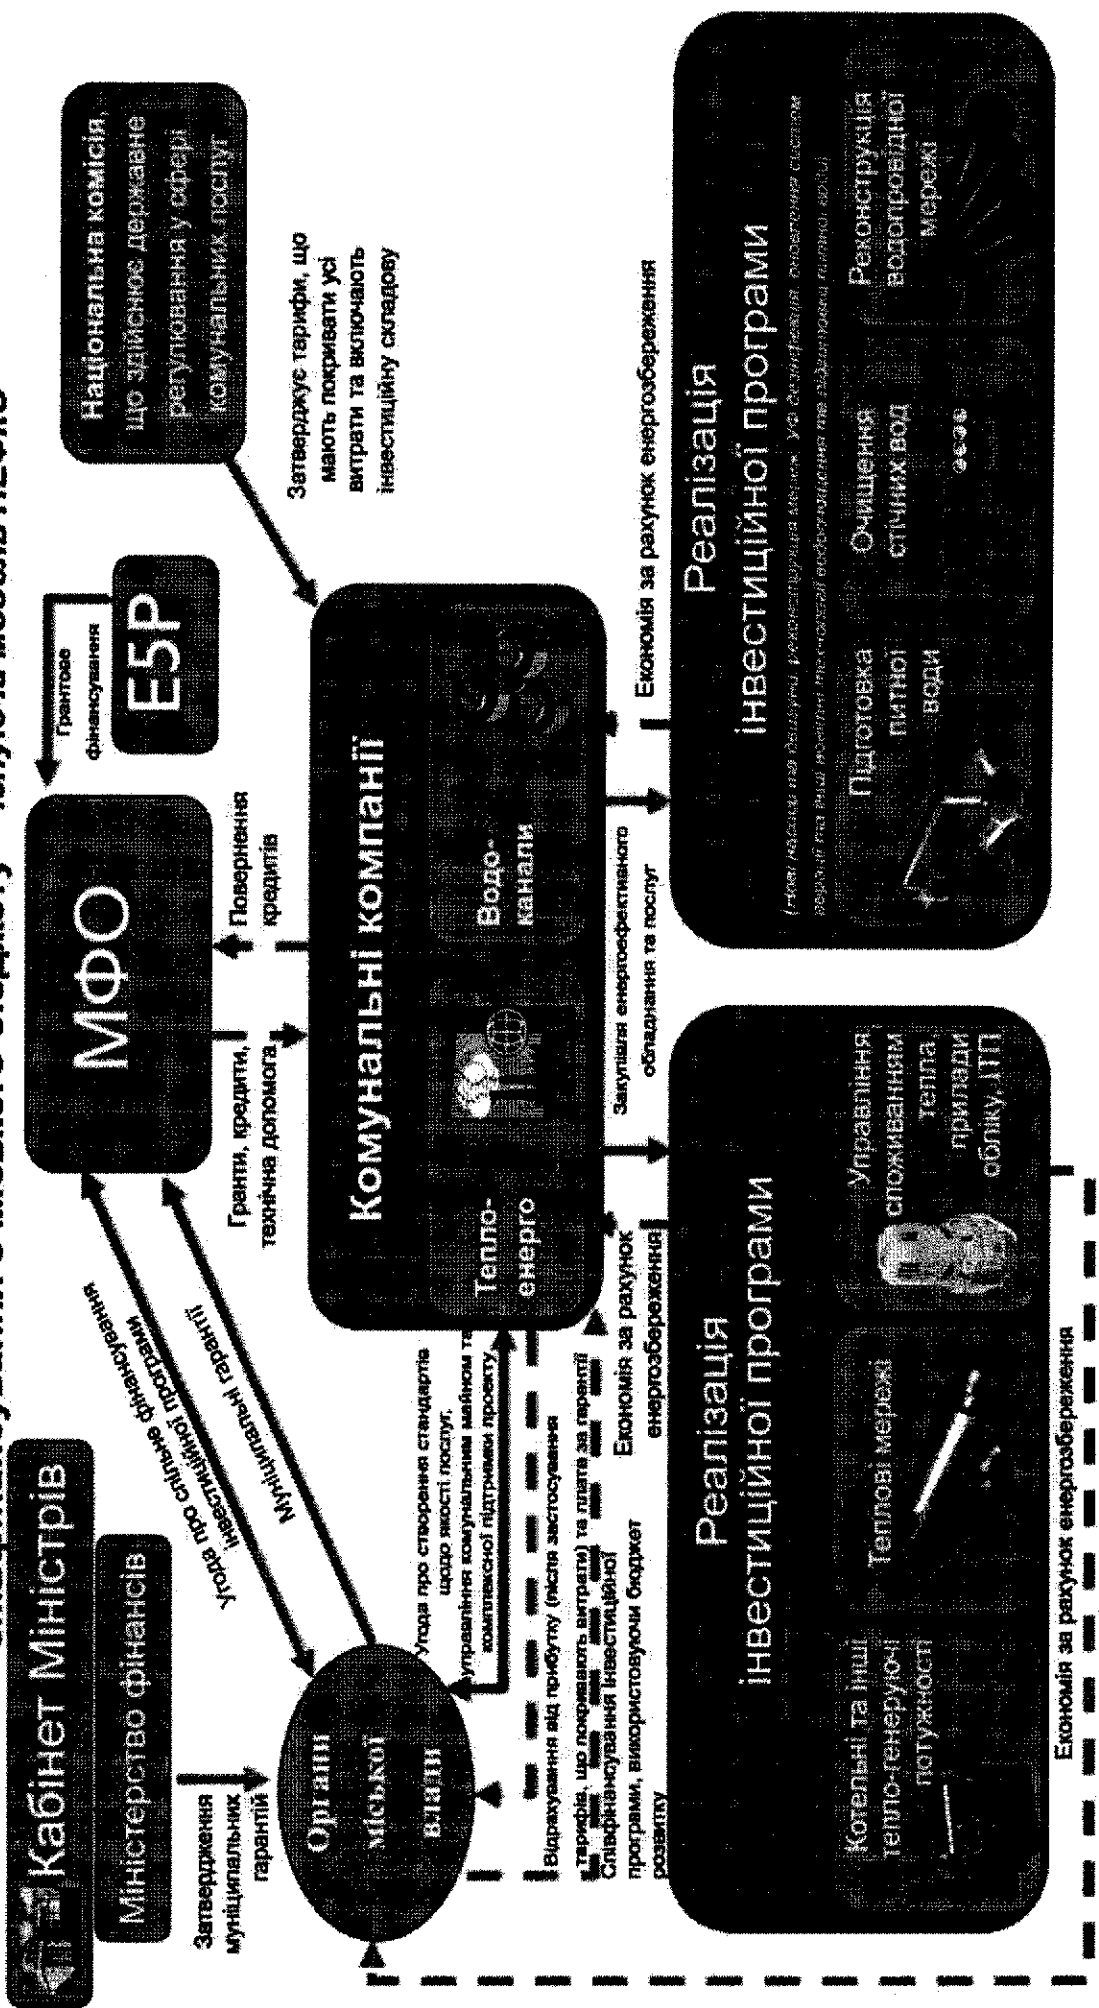 Кабінет Міністрів
Міністерство фінансів
Затвердження
муніципальних
гарантій
Органи
міської
влади
Угода про спільне фінансування
інвестиційної програми
Муніципальні гарантії
МФО
Грантове
фінансування
E5P
Національна комісія,
що здійснює державне
регулювання у сфері
комунальних послуг
Затверджує тарифи, що
мають покривати усі
витрати та включають
інвестиційну складову
Гранти, кредити,
технічна допомога
Повернення
кредитів
Комунальні компанії
Тепло-
енерго
Водо-
канали
Угода про створення стандартів
щодо якості послуг,
управління комунальним майном та
комплексної підтримки проекту
Відрахування від прибутку (після застосування
тарифів, що покривають витрати) та плата за гарантії
Співфінансування інвестиційної
програми, використовуючи бюджет
розвитку
Економія за рахунок
енергозбереження
Закупівля енергоефективного
обладнання та послуг
Економія за рахунок енергозбереження
Реалізація
інвестиційної програми
Котельні та інші
тепло-генеруючі
потужності
Теплові мережі
Управління
споживанням
тепла
прилади
обліку, ІТП
Економія за рахунок енергозбереження
Реалізація
інвестиційної програми
Підготовка
питної
води
Очищення
стічних вод
Реконструкція
водопровідної
мережі